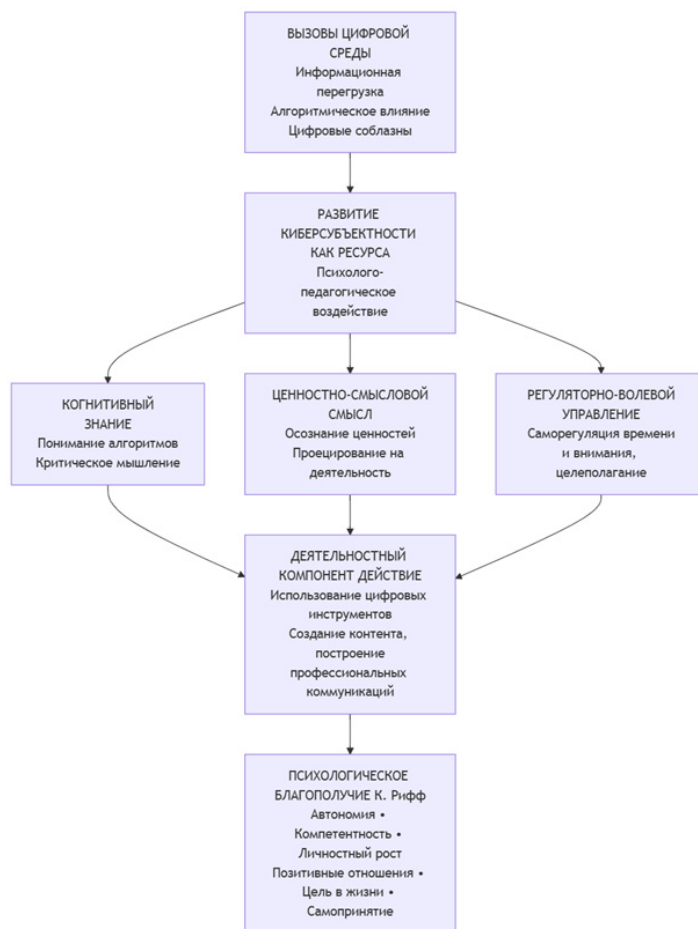 ВЫЗОВЫ ЦИФРОВОЙ
СРЕДЫ
Информационная
перегрузка
Алгоритмическое влияние
Цифровые соблазны
РАЗВИТИЕ
КИБЕРСУБЪЕКТНОСТИ
КАК РЕСУРСА
Психолого-
педагогическое
воздействие
КОГНИТИВНЫЙ
ЗНАНИЕ
Понимание алгоритмов
Критическое мышление
ЦЕННОСТНО-СМЫСЛОВОЙ
СМЫСЛ
Осознание ценностей
Проецирование на
деятельность
РЕГУЛЯТОРНО-ВОЛЕВОЙ
УПРАВЛЕНИЕ
Саморегуляция времени
и внимания,
целеполагание
ДЕЯТЕЛЬНОСТНЫЙ
КОМПОНЕНТ ДЕЙСТВИЕ
Использование цифровых
инструментов
Создание контента,
построение
профессиональных
коммуникаций
ПСИХОЛОГИЧЕСКОЕ
БЛАГОПОЛУЧИЕ К. Рифф
Автономия •
Компетентность •
Личностный рост
Позитивные отношения •
Цель в жизни •
Самопринятие